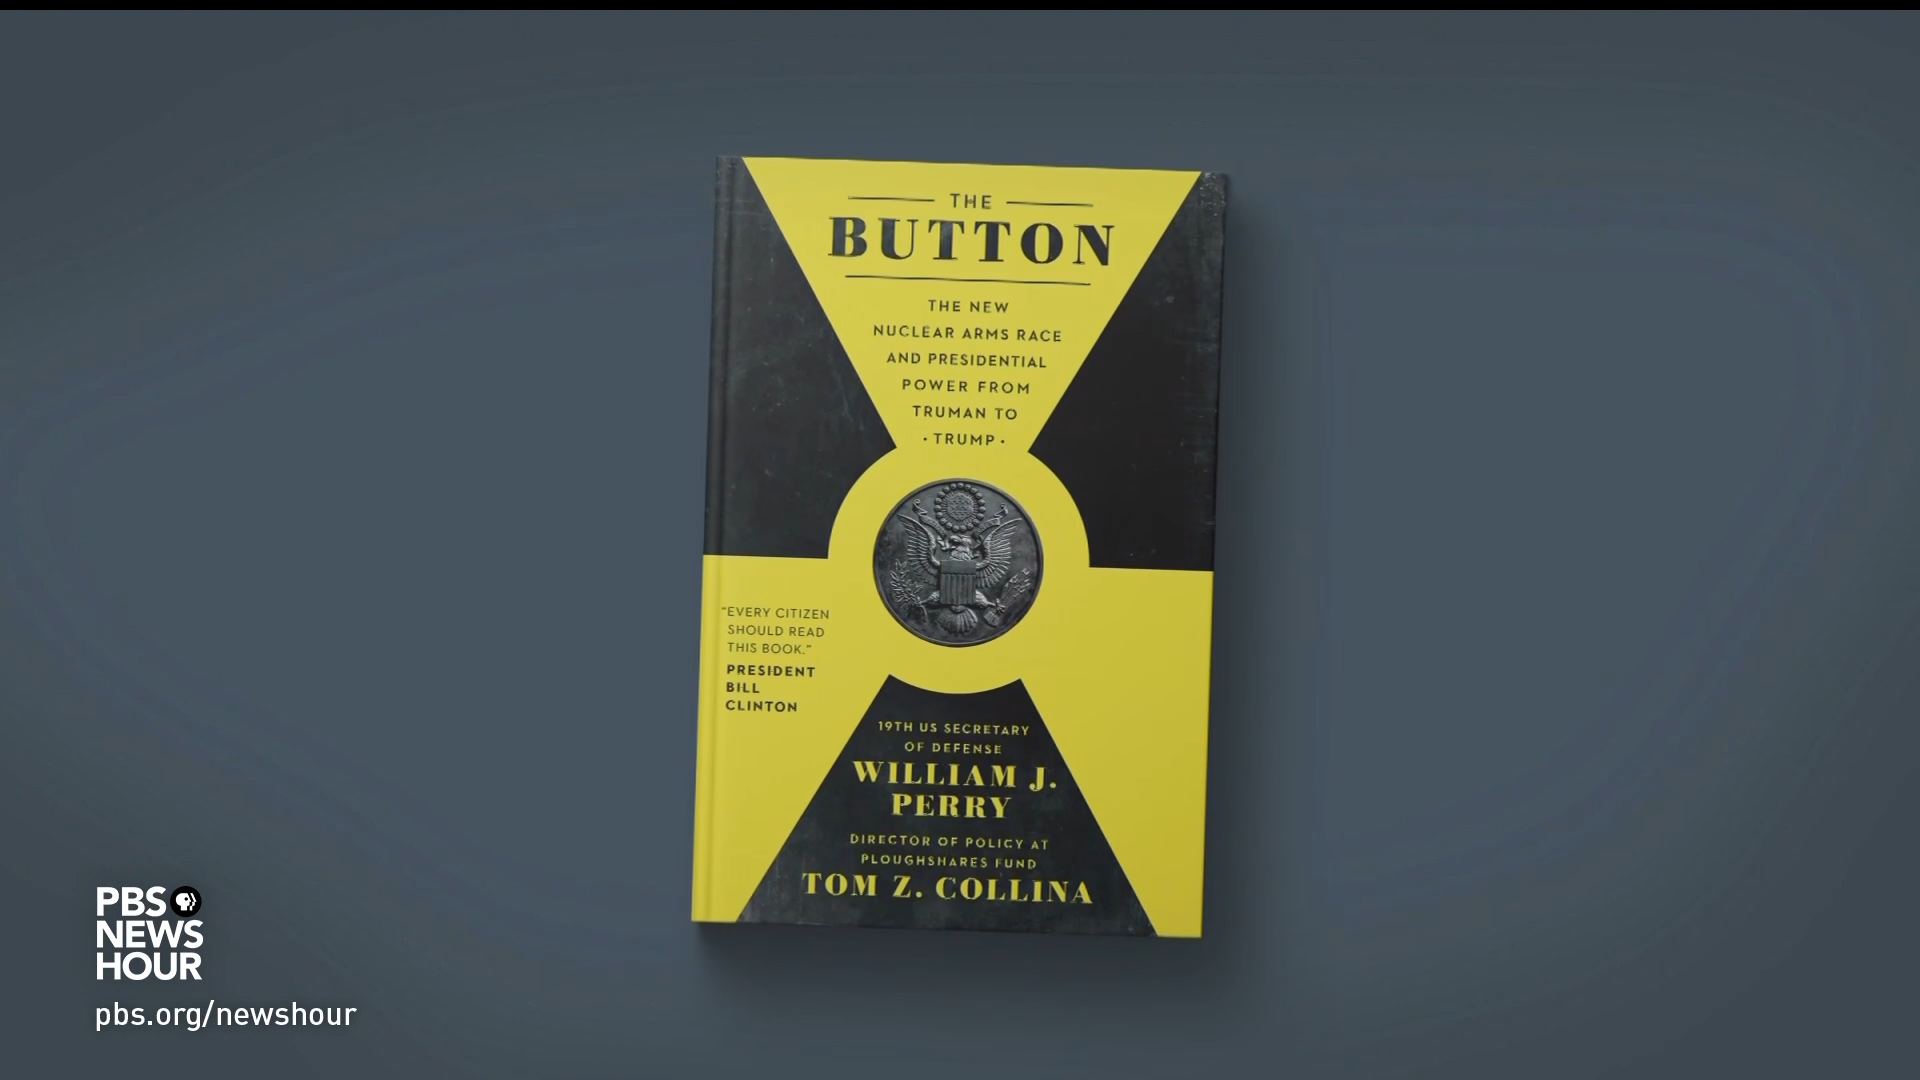 THE
BUTTON
THE NEW
NUCLEAR ARMS RACE
AND PRESIDENTIAL
POWER FROM
TRUMAN TO
· TRUMP ·
"EVERY CITIZEN
SHOULD READ
THIS BOOK."
PRESIDENT
BILL
CLINTON
19TH US SECRETARY
OF DEFENSE
WILLIAM J.
PERRY
DIRECTOR OF POLICY AT
PLOUGHSHARES FUND
TOM Z. COLLINA
PBS
NEWS
HOUR
pbs.org/newshour